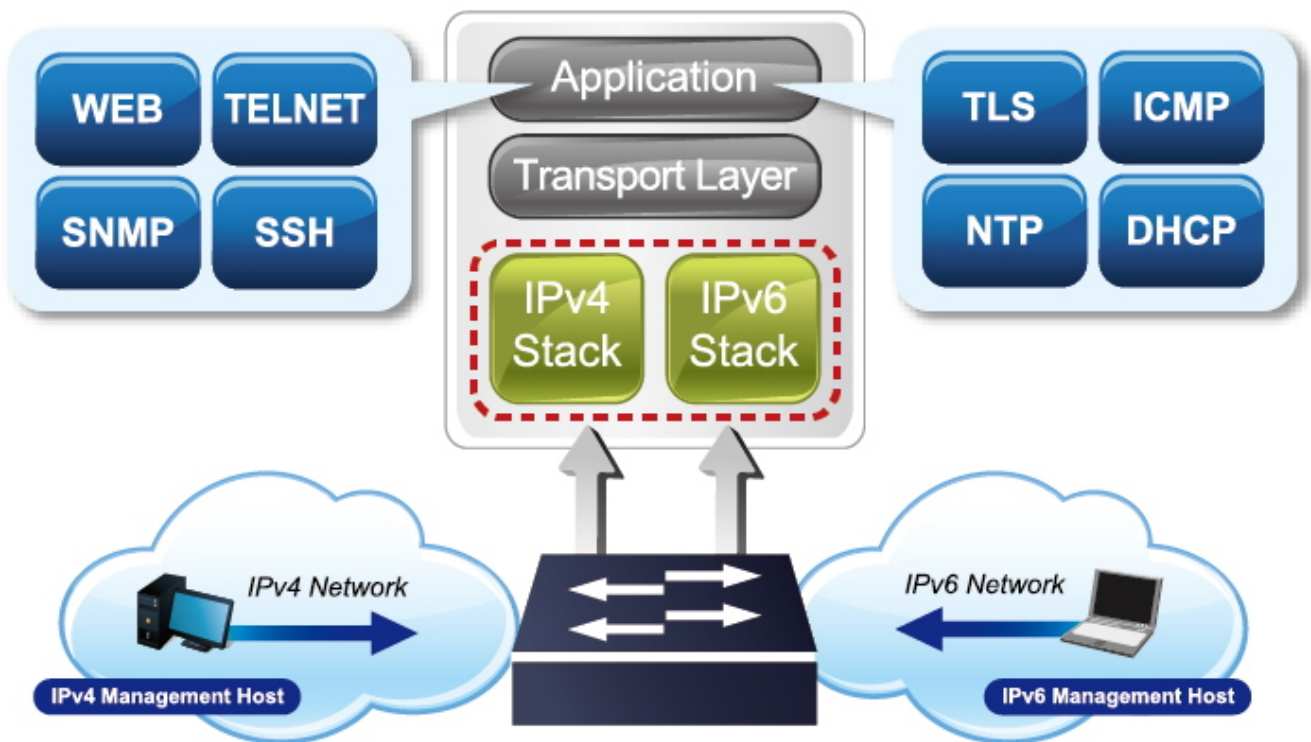 WEB
TELNET
SNMP
SSH
Application
Transport Layer
IPv4
Stack
IPv6
Stack
TLS
ICMP
NTP
DHCP
IPv4 Network
IPv4 Management Host
IPv6 Network
IPv6 Management Host